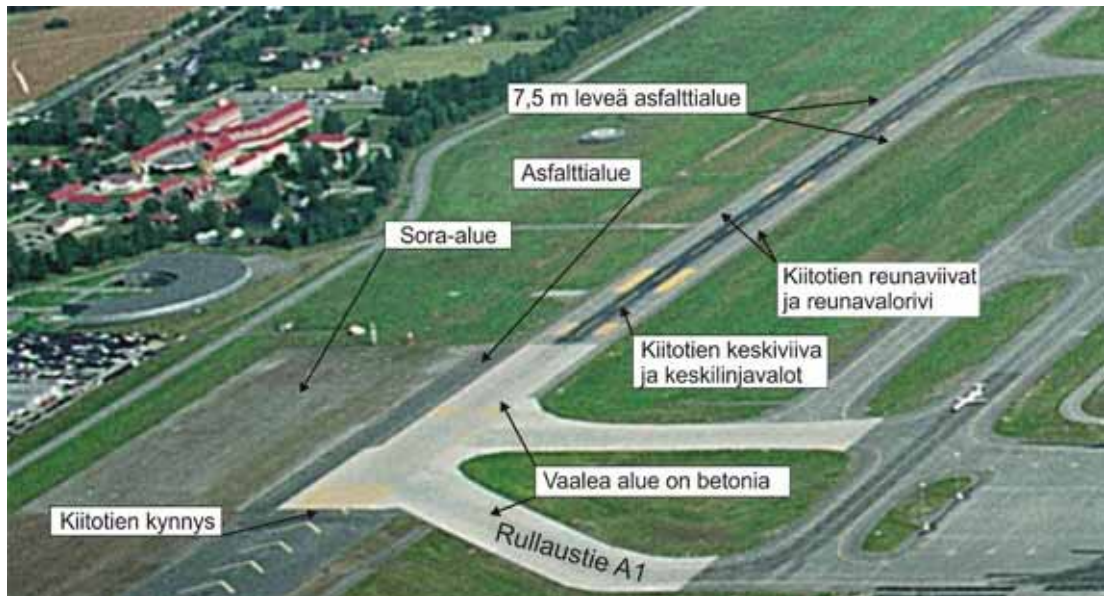 7,5 m leveä asfalttialue
Asfalttialue
Sora-alue
Kiitotien reunaviivat
ja reunavalorivi
Kiitotien keskiviiva
ja keskilinjavalot
Vaalea alue on betonia
Kiitotien kynnys
Rullaustie A1